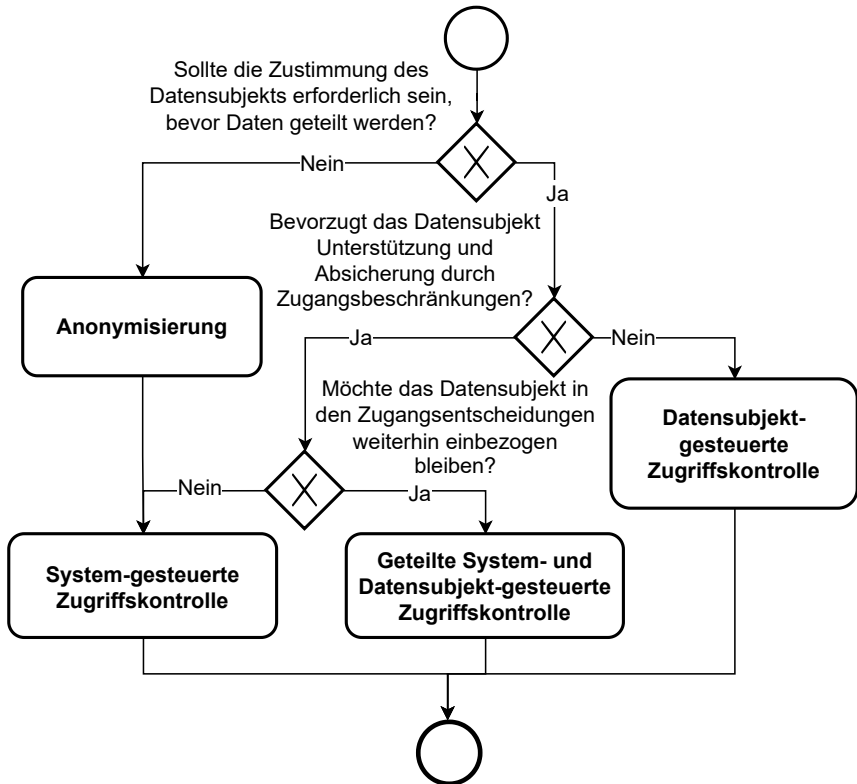 Sollte die Zustimmung des
Datensubjekts erforderlich sein,
bevor Daten geteilt werden?
Nein
Ja
Bevorzugt das Datensubjekt
Unterstützung und
Absicherung durch
Zugangsbeschränkungen?
Anonymisierung
Ja
Nein
Möchte das Datensubjekt in
den Zugangsentscheidungen
weiterhin einbezogen
bleiben?
Datensubjekt-
gesteuerte
Zugriffskontrolle
Nein
Ja
System-gesteuerte
Zugriffskontrolle
Geteilte System- und
Datensubjekt-gesteuerte
Zugriffskontrolle